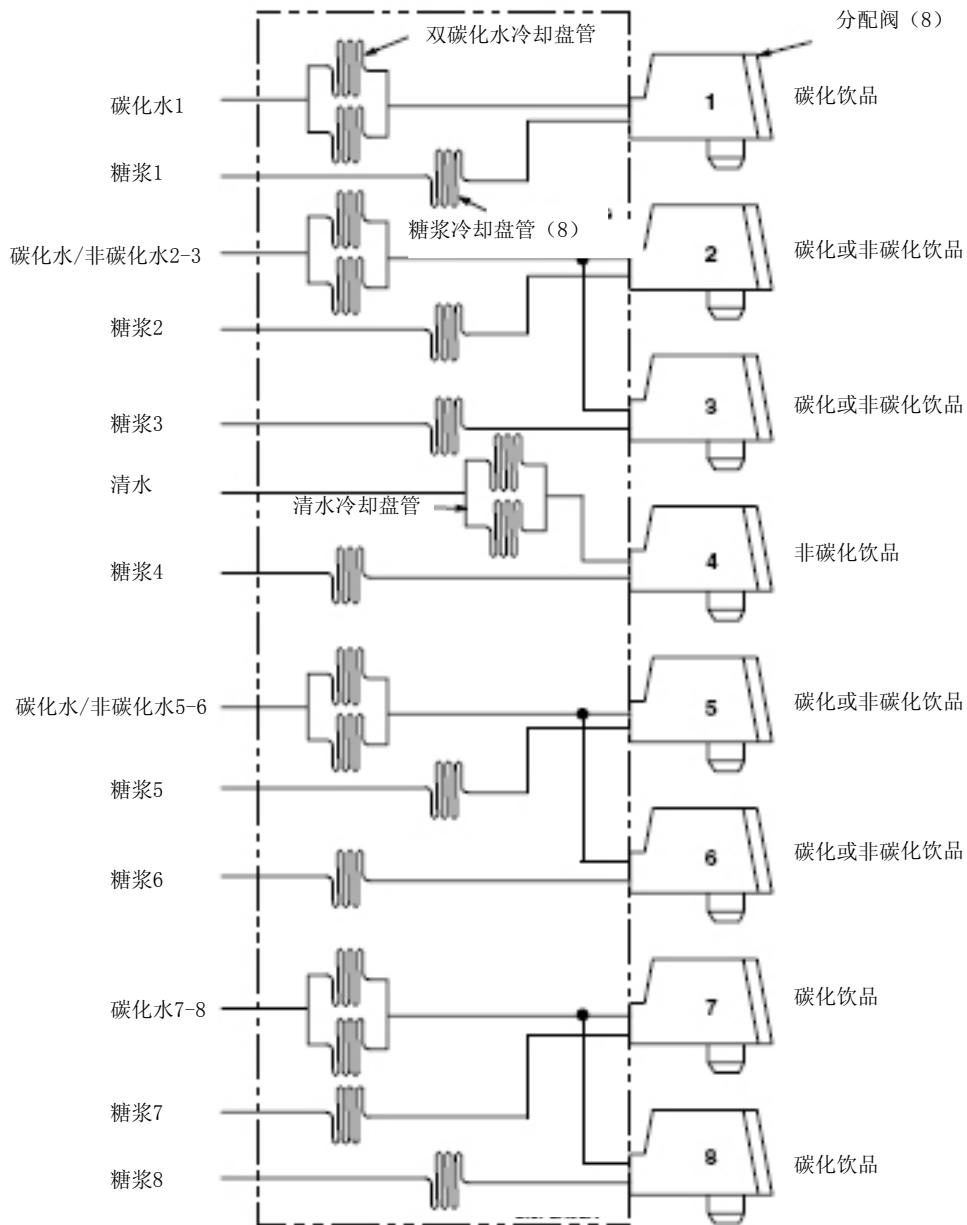 分配阀（8）
双碳化水冷却盘管
碳化水1
1
碳化饮品
糖浆1
糖浆冷却盘管（8）
碳化水/非碳化水2-3
2
碳化或非碳化饮品
糖浆2
3
碳化或非碳化饮品
糖浆3
清水
清水冷却盘管
4
非碳化饮品
糖浆4
碳化水/非碳化水5-6
5
碳化或非碳化饮品
糖浆5
6
碳化或非碳化饮品
糖浆6
碳化水7-8
7
碳化饮品
糖浆7
8
碳化饮品
糖浆8